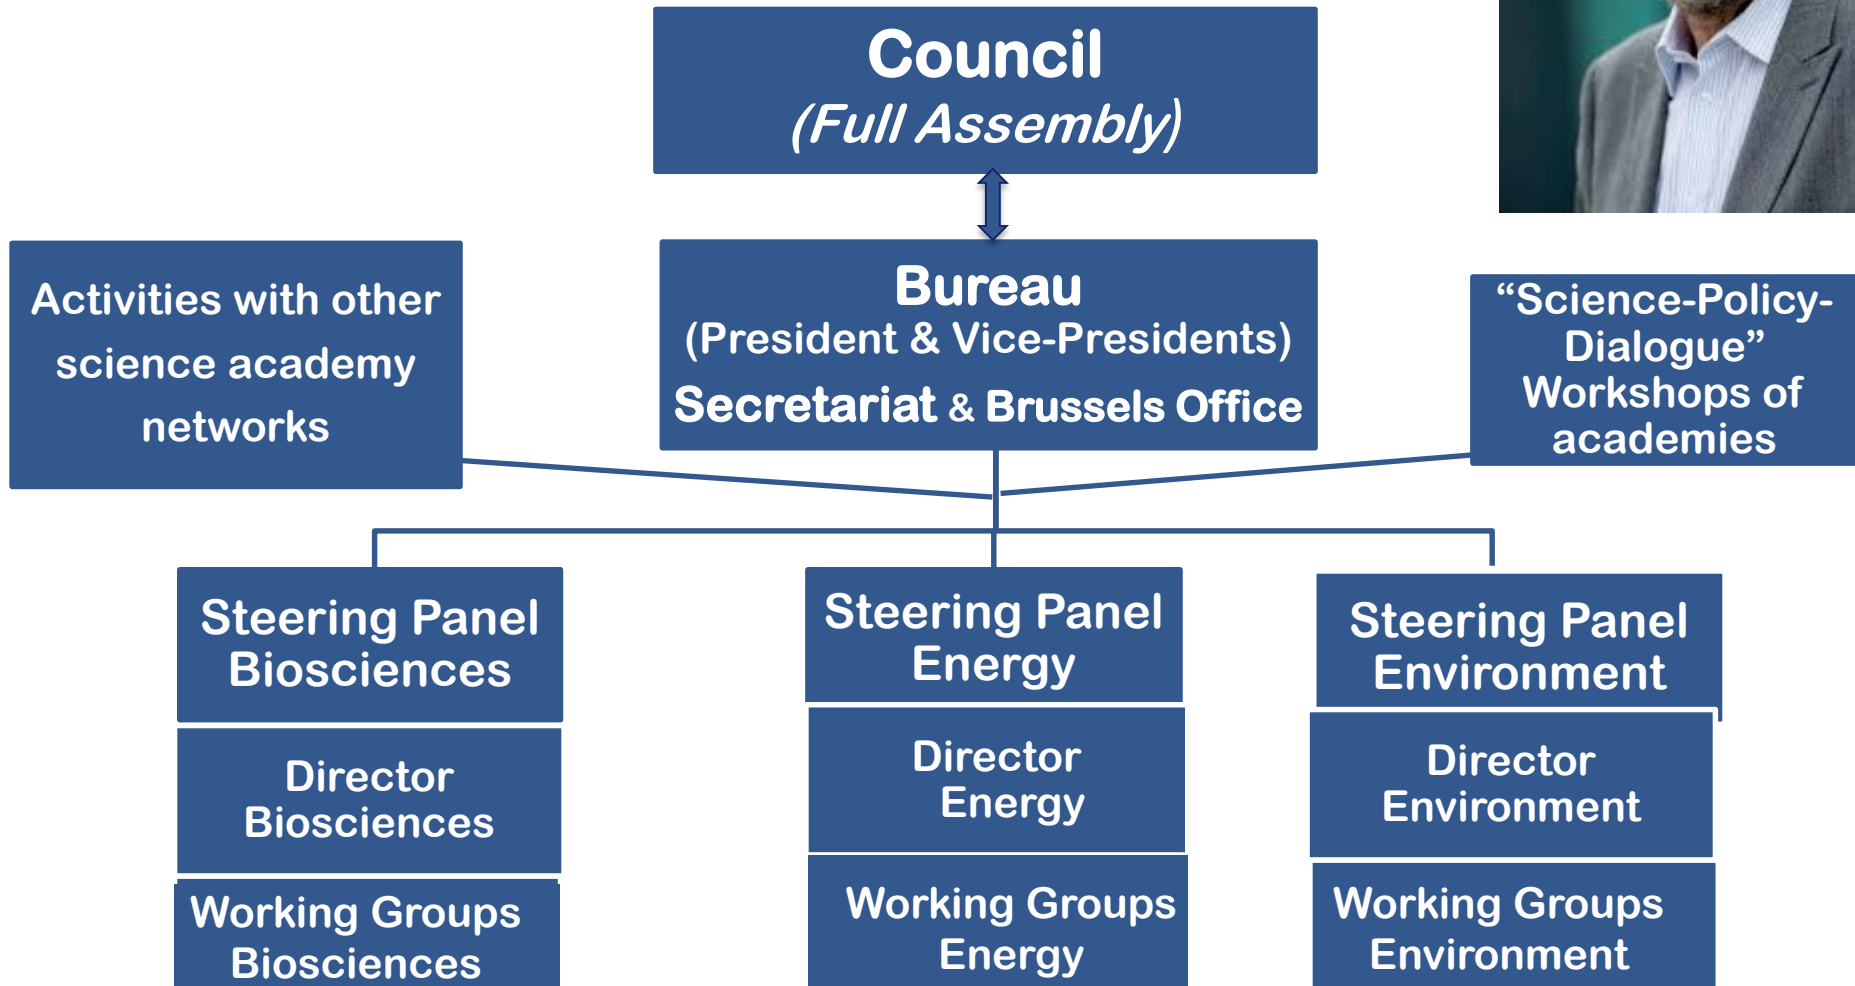 Council
(Full Assembly)
Activities with other
science academy
networks
Bureau
(President & Vice-Presidents)
Secretariat & Brussels Office
“Science-Policy-
Dialogue”
Workshops of
academies
Steering Panel
Biosciences
Director
Biosciences
Working Groups
Biosciences
Steering Panel
Energy
Director
Energy
Working Groups
Energy
Steering Panel
Environment
Director
Environment
Working Groups
Environment